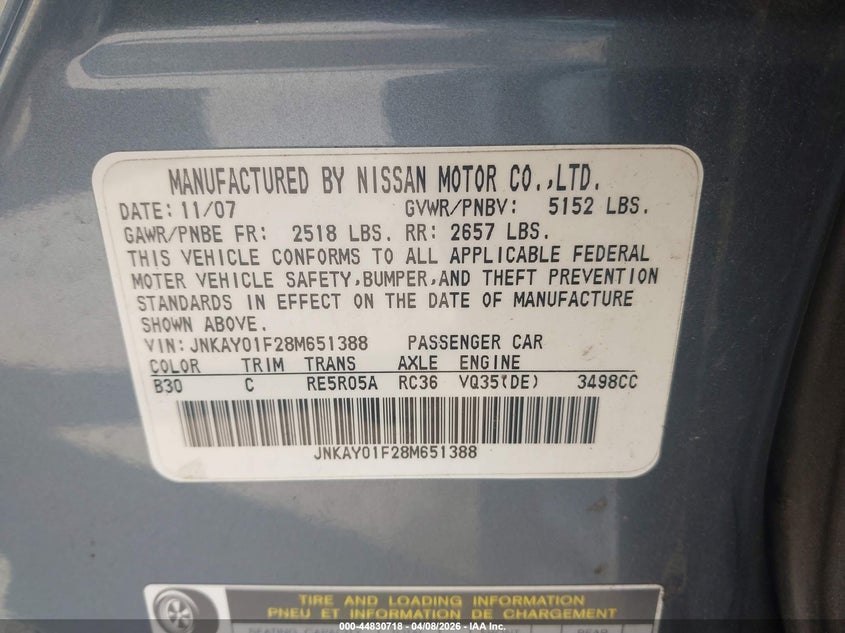 MANUFACTURED BY NISSAN MOTOR CO.,LTD.
DATE: 11/07 GVWR/PNBV: 5152 LBS.
GAWR/PNBE FR: 2518 LBS. RR: 2657 LBS.
THIS VEHICLE CONFORMS TO ALL APPLICABLE FEDERAL
MOTER VEHICLE SAFETY,BUMPER,AND THEFT PREVENTION
STANDARDS IN EFFECT ON THE DATE OF MANUFACTURE
SHOWN ABOVE.
VIN: JNKAY01F28M651388 PASSENGER CAR
COLOR TRIM TRANS AXLE ENGINE
B30 C RE5R05A RC36 VQ35(DE) 3498CC
JNKAY01F28M651388
TIRE AND LOADING INFORMATION
PNEU ET INFORMATION DE CHARGEMENT
000-44830718 - 04/08/2026 - IAA Inc.